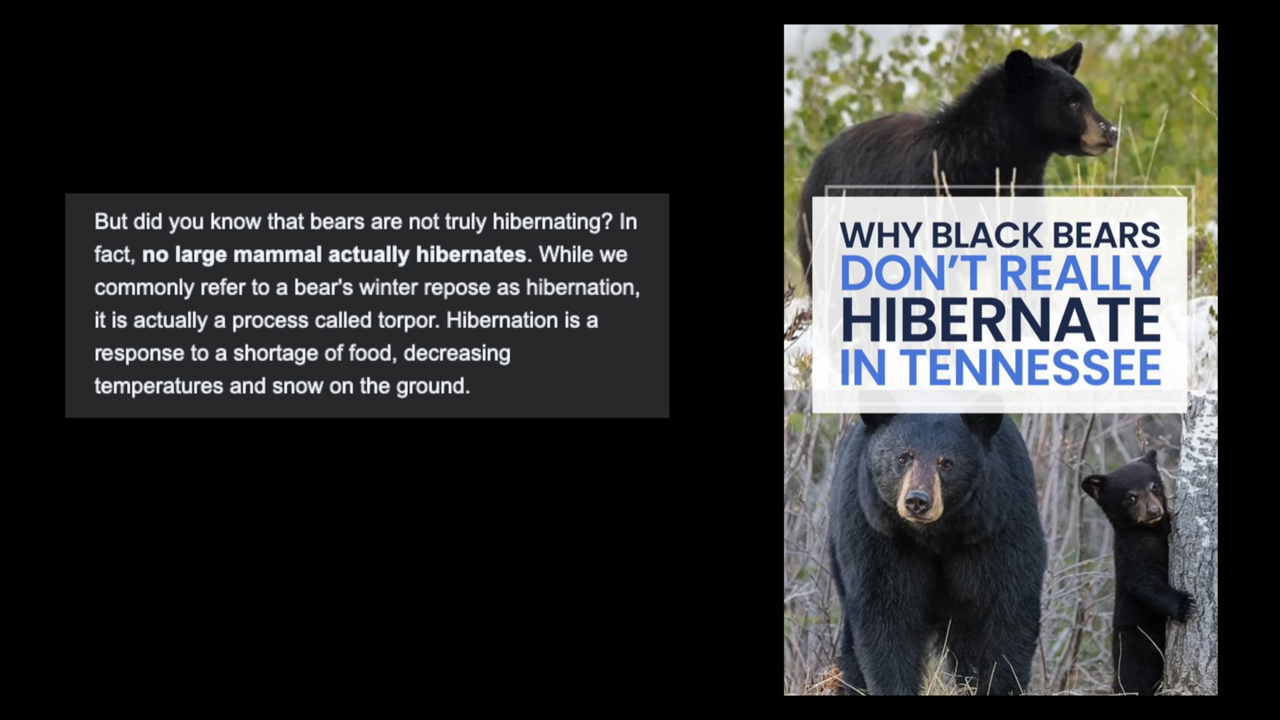 But did you know that bears are not truly hibernating? In
fact, no large mammal actually hibernates. While we
commonly refer to a bear's winter repose as hibernation,
it is actually a process called torpor. Hibernation is a
response to a shortage of food, decreasing
temperatures and snow on the ground.
WHY BLACK BEARS
DON'T REALLY
HIBERNATE
IN TENNESSEE